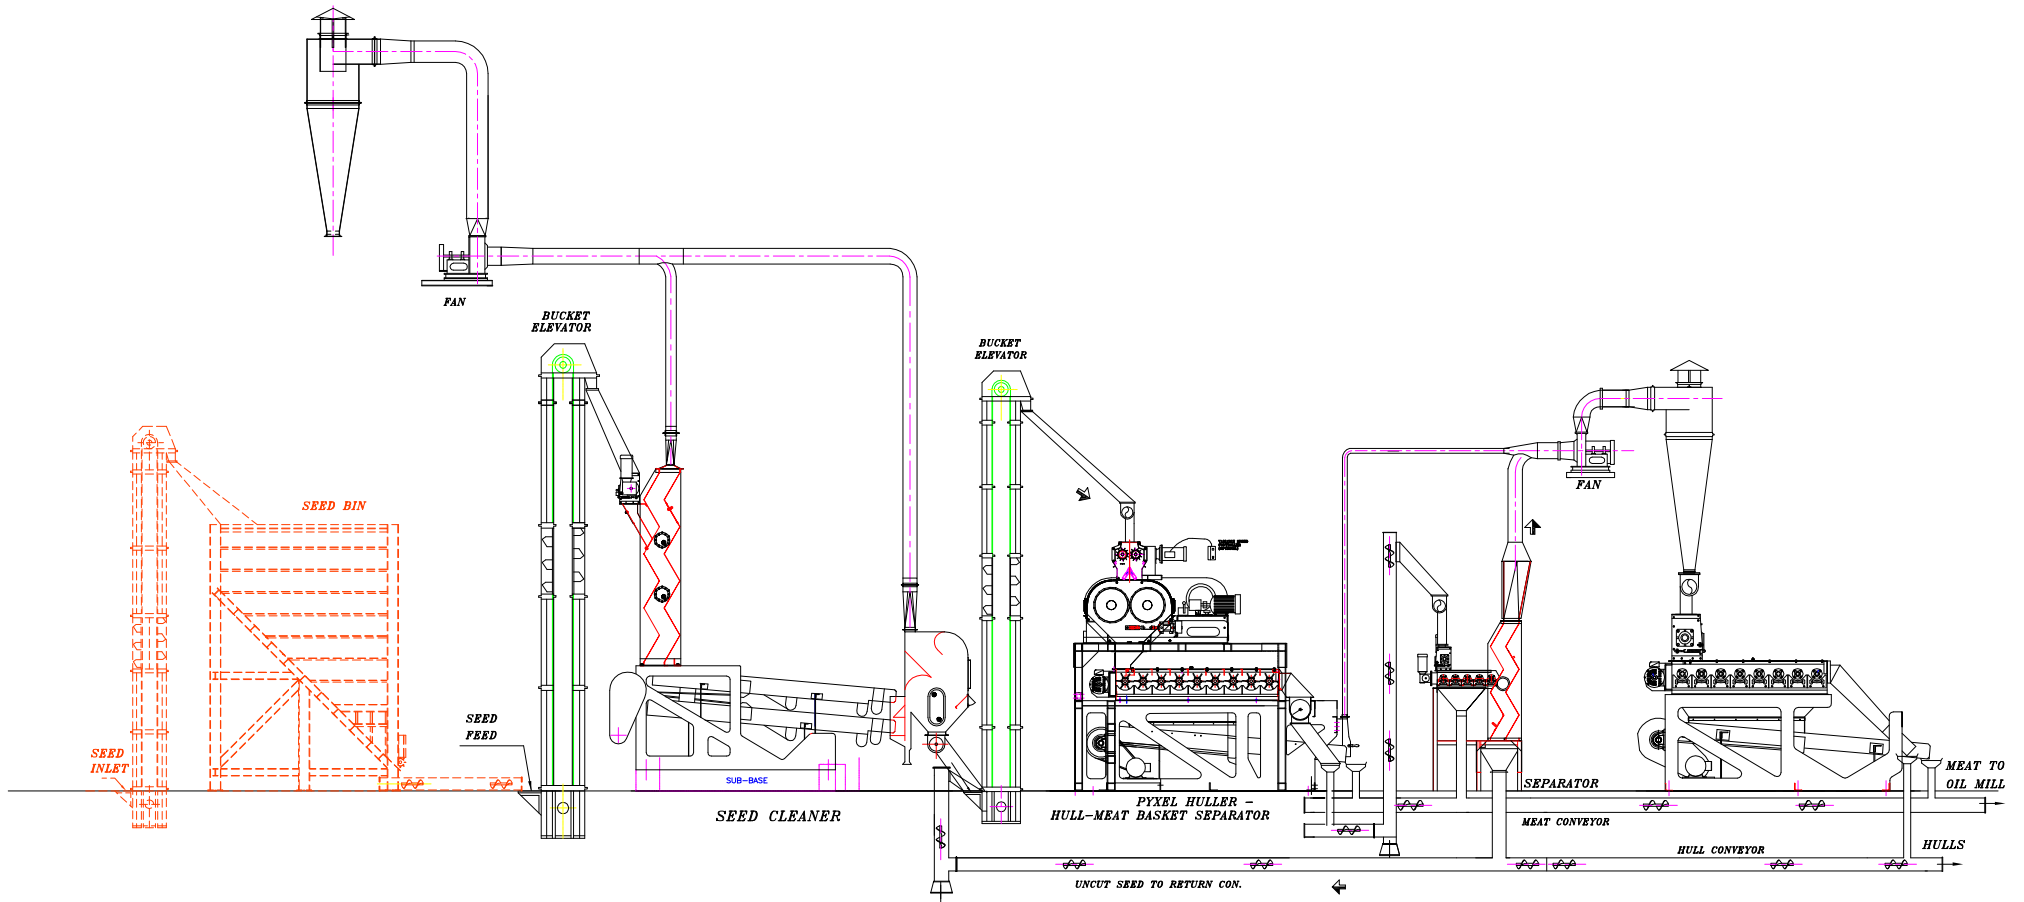 FAN
BUCKET
ELEVATOR
BUCKET
ELEVATOR
SEED BIN
FAN
SEED
FEED
SEED
INLET
SUB-BASE
SEED CLEANER
PYXEL HULLER –
HULL-MEAT BASKET SEPARATOR
SEPARATOR
MEAT TO
OIL MILL
MEAT CONVEYOR
HULL CONVEYOR
HULLS
UNCUT SEED TO RETURN CON.